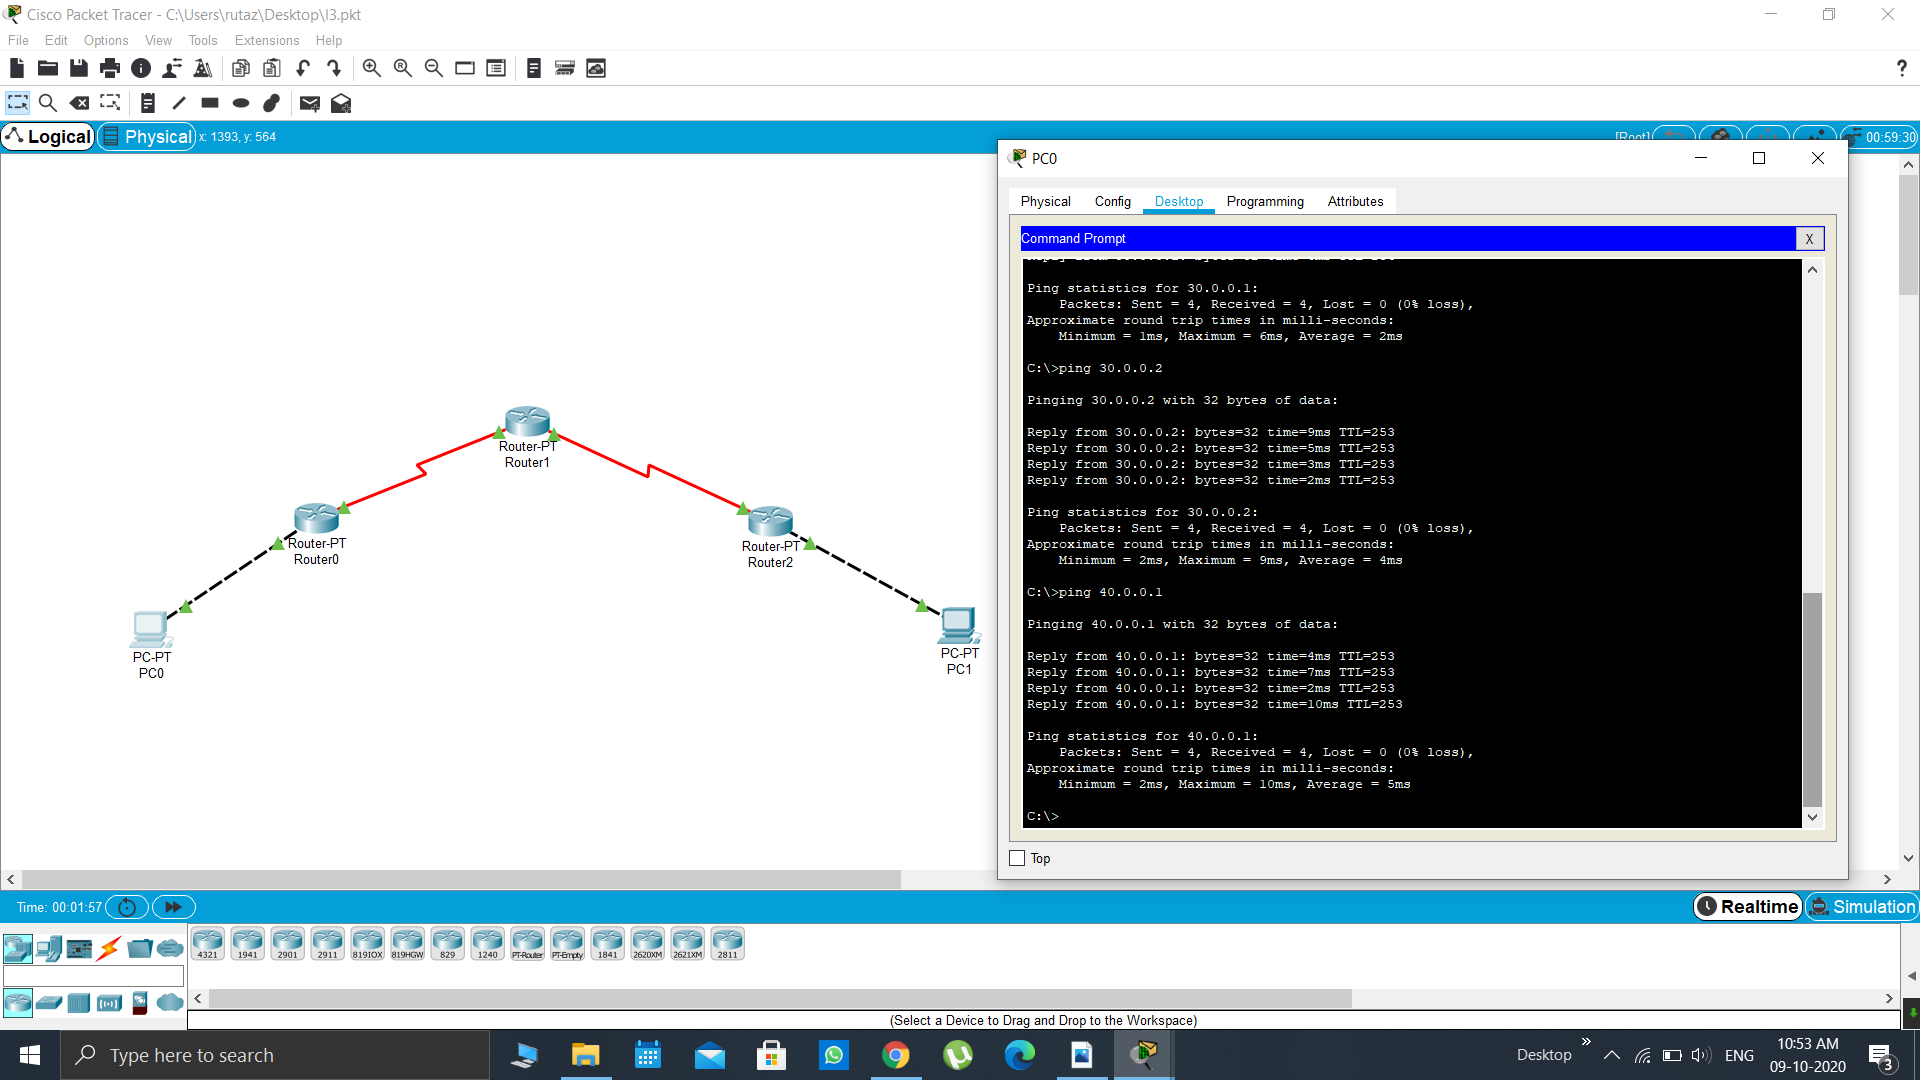 Cisco Packet Tracer - C:\Users\rutaz\Desktop\l3.pkt
File Edit Options View Tools Extensions Help
?
Logical Physical x: 1393, y: 564
[Root] 00:59:30
Router-PT
Router1
Router-PT
Router0
Router-PT
Router2
PC-PT
PC0
PC-PT
PC1
PC0
Physical Config Desktop Programming Attributes
Command Prompt X
Ping statistics for 30.0.0.1:
Packets: Sent = 4, Received = 4, Lost = 0 (0% loss),
Approximate round trip times in milli-seconds:
Minimum = 1ms, Maximum = 6ms, Average = 2ms
C:\>ping 30.0.0.2
Pinging 30.0.0.2 with 32 bytes of data:
Reply from 30.0.0.2: bytes=32 time=9ms TTL=253
Reply from 30.0.0.2: bytes=32 time=5ms TTL=253
Reply from 30.0.0.2: bytes=32 time=3ms TTL=253
Reply from 30.0.0.2: bytes=32 time=2ms TTL=253
Ping statistics for 30.0.0.2:
Packets: Sent = 4, Received = 4, Lost = 0 (0% loss),
Approximate round trip times in milli-seconds:
Minimum = 2ms, Maximum = 9ms, Average = 4ms
C:\>ping 40.0.0.1
Pinging 40.0.0.1 with 32 bytes of data:
Reply from 40.0.0.1: bytes=32 time=4ms TTL=253
Reply from 40.0.0.1: bytes=32 time=7ms TTL=253
Reply from 40.0.0.1: bytes=32 time=2ms TTL=253
Reply from 40.0.0.1: bytes=32 time=10ms TTL=253
Ping statistics for 40.0.0.1:
Packets: Sent = 4, Received = 4, Lost = 0 (0% loss),
Approximate round trip times in milli-seconds:
Minimum = 2ms, Maximum = 10ms, Average = 5ms
C:\>
Top
Time: 00:01:57
Realtime Simulation
4321 1941 2901 2911 819IOX 819HGW 829 1240 PT-Router PT-Empty 1841 2620XM 2621XM 2811
(Select a Device to Drag and Drop to the Workspace)
Type here to search
Desktop » ENG
10:53 AM
09-10-2020
3